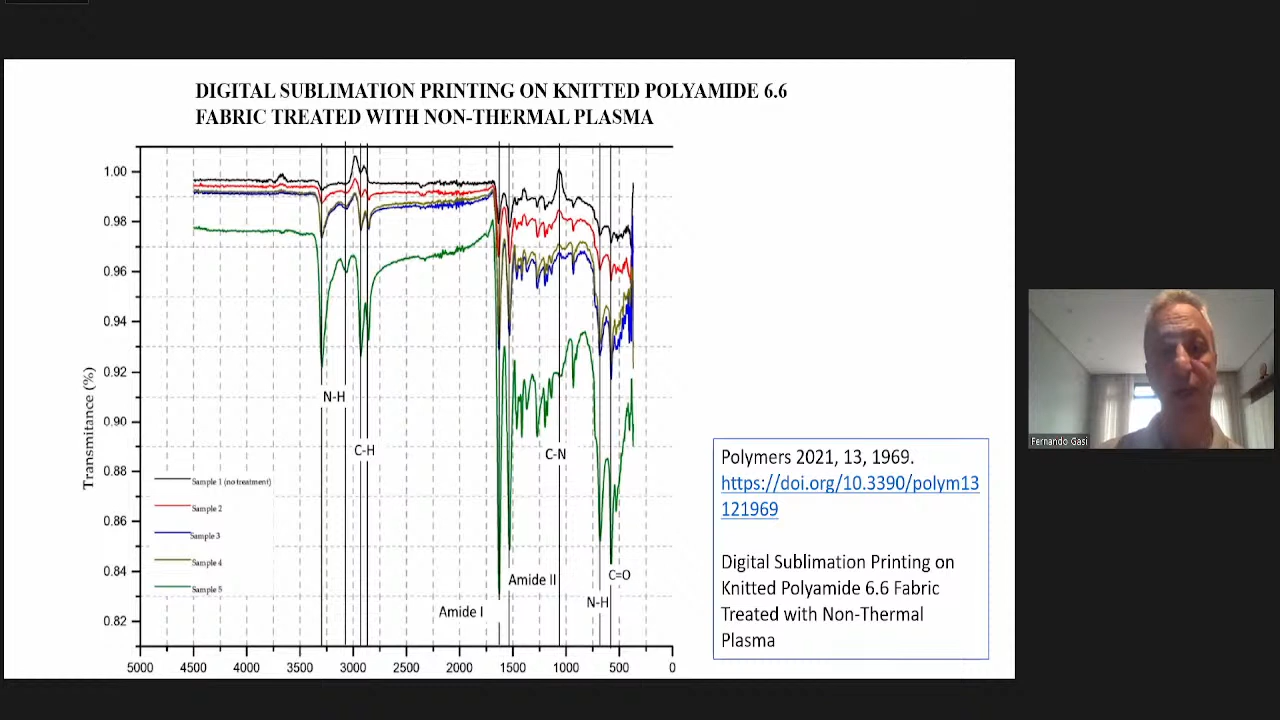 DIGITAL SUBLIMATION PRINTING ON KNITTED POLYAMIDE 6.6
FABRIC TREATED WITH NON-THERMAL PLASMA
Transmitance (%)
1.00
0.98
0.96
0.94
0.92
0.90
0.88
0.86
0.84
0.82
5000 4500 4000 3500 3000 2500 2000 1500 1000 500 0
N-H
C-H
C-N
Amide II
Amide I
C=O
N-H
Sample 1 (no treatment)
Sample 2
Sample 3
Sample 4
Sample 5
Polymers 2021, 13, 1969.
https://doi.org/10.3390/polym13
121969
Digital Sublimation Printing on
Knitted Polyamide 6.6 Fabric
Treated with Non-Thermal
Plasma
Fernando Gasi